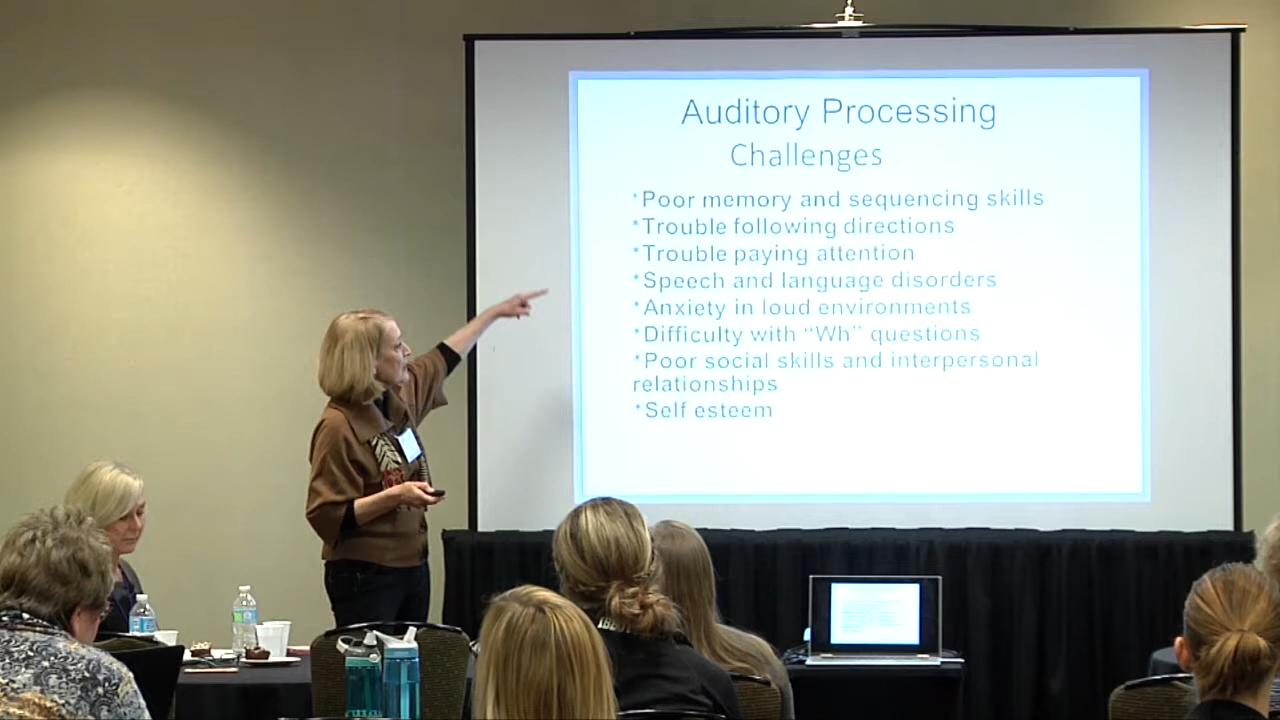 Auditory Processing
Challenges
*Poor memory and sequencing skills
*Trouble following directions
*Trouble paying attention
*Speech and language disorders
*Anxiety in loud environments
*Difficulty with “Wh” questions
*Poor social skills and interpersonal
relationships
*Self esteem